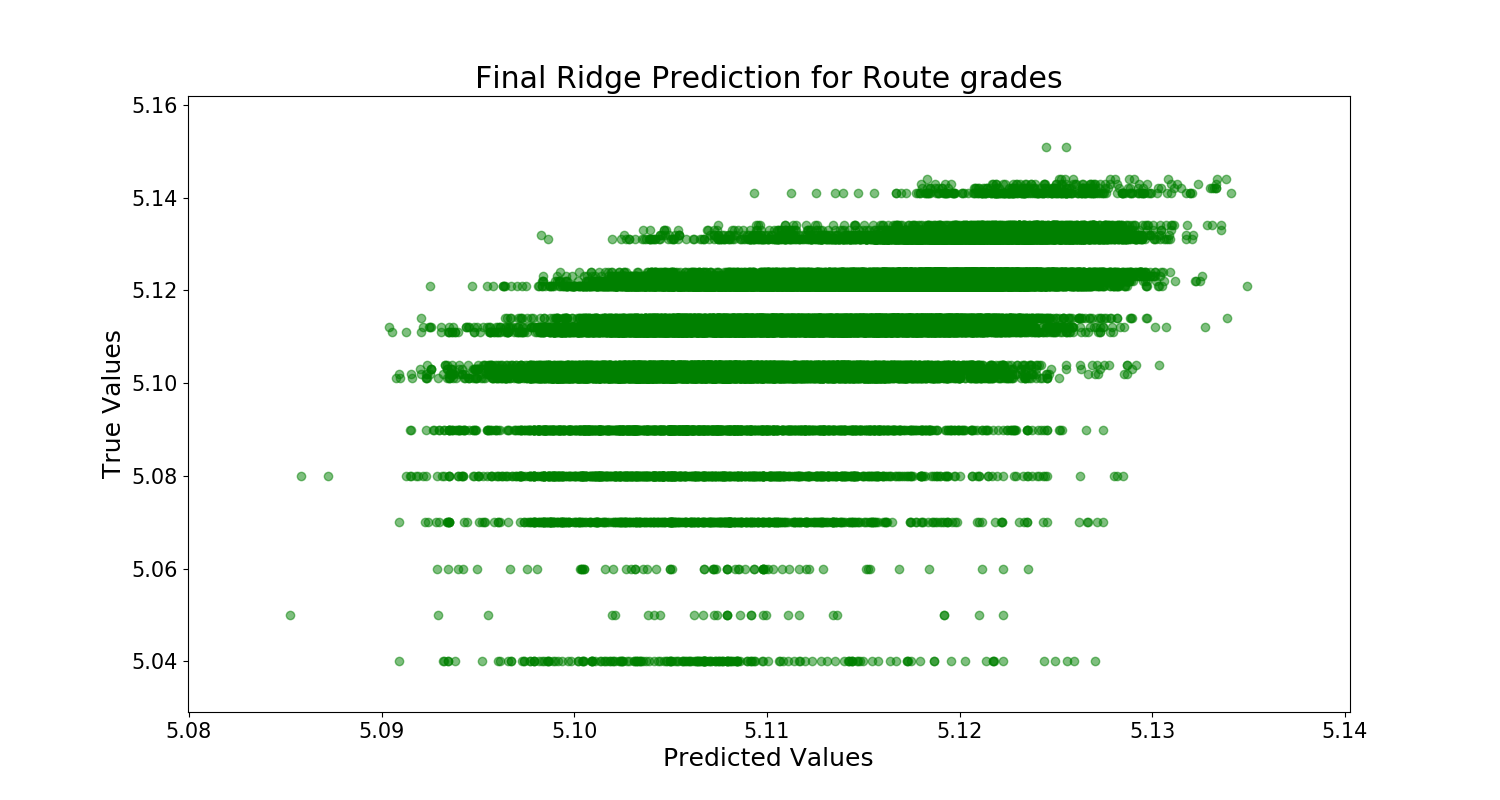 Final Ridge Prediction for Route grades
5.16
5.14
5.12
5.10
5.08
5.06
5.04
True Values
5.08 5.09 5.10 5.11 5.12 5.13 5.14
Predicted Values